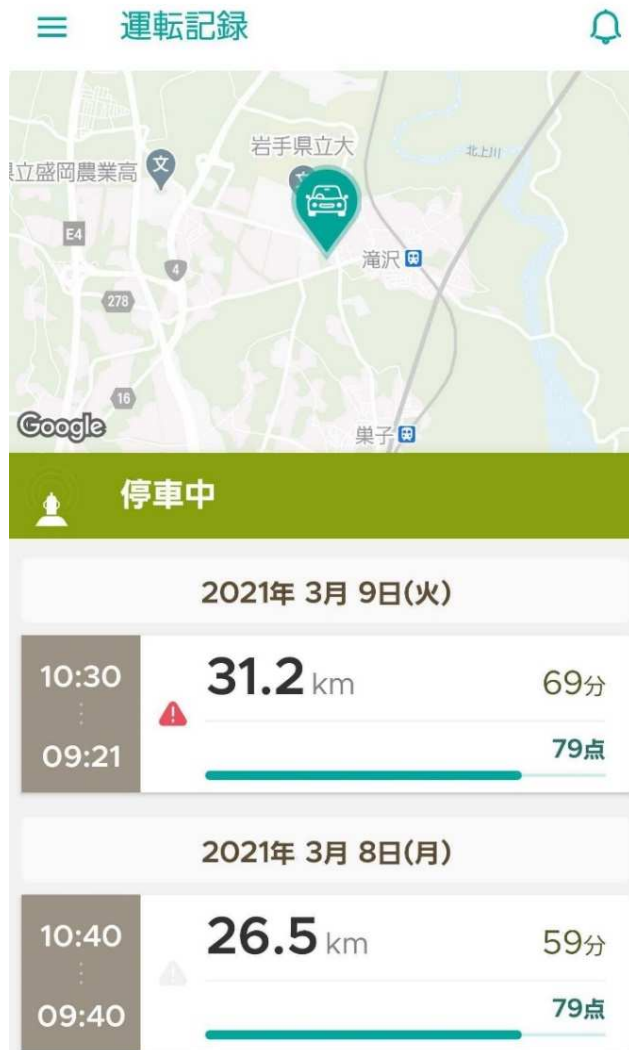 運転記録
岩手県立大
北上川
立盛岡農業高
文
E4
4
滝沢
278
16
Google
巣子
停車中
2021年 3月 9日(火)
10:30
31.2 km
69分
09:21
79点
2021年 3月 8日(月)
10:40
26.5 km
59分
09:40
79点